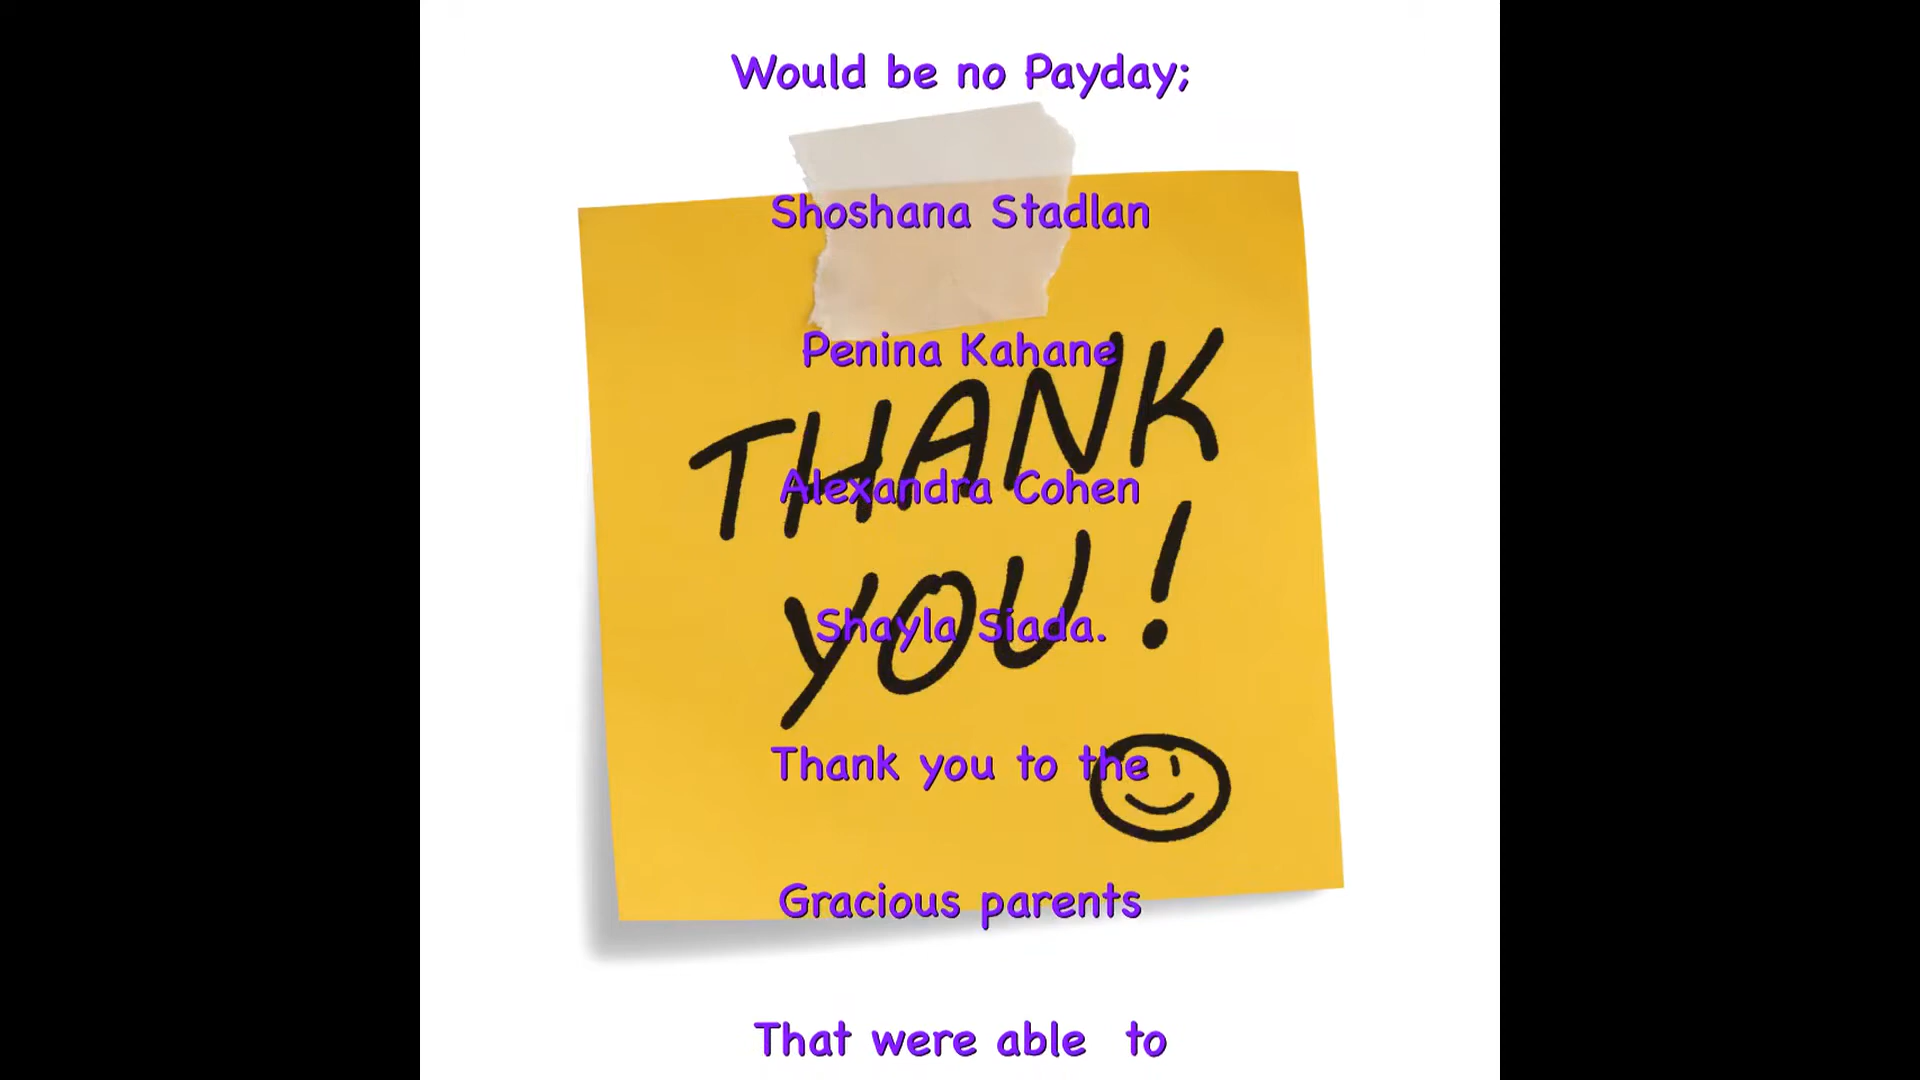 Would be no Payday;
Shoshana Stadlan
Penina Kahane
THANK
Alexandra Cohen
YOU!
Shayla Siada.
Thank you to the
Gracious parents
That were able  to